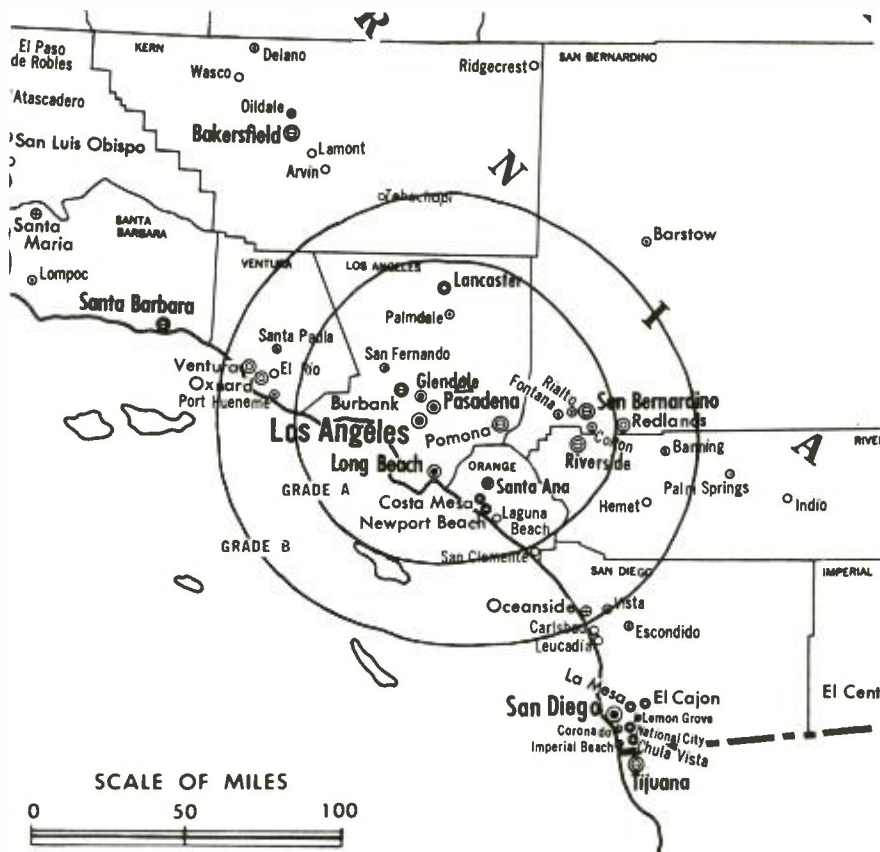 R
El Paso
de Robles
KERN
Delano
Wasco
Ridgecrest
SAN BERNARDINO
Atascadero
Oildale
Bakersfield
San Luis Obispo
Lamont
Arvin
N
Tehachapi
Santa
Maria
SANTA
BARBARA
Barstow
VENTURA
LOS ANGELES
Lompoc
Lancaster
Santa Barbara
Palmdale
I
Santa Paula
San Fernando
Ventura
El Rio
Oxnard
Port Hueneme
Glendale
Burbank
Pasadena
Rialto
Fontana
San Bernardino
Redlands
Los Angeles
Pomona
Colton
Riverside
Banning
A
RIVER
Long Beach
ORANGE
GRADE A
Santa Ana
Palm Springs
Costa Mesa
Newport Beach
Laguna
Beach
Hemet
Indio
GRADE B
San Clemente
SAN DIEGO
IMPERIAL
Oceanside
Vista
Carlsbad
Escondido
Leucadia
La Mesa
El Cajon
El Cent
San Diego
Lemon Grove
Coronado
National City
Imperial Beach
Chula Vista
Tijuana
SCALE OF MILES
0 50 100